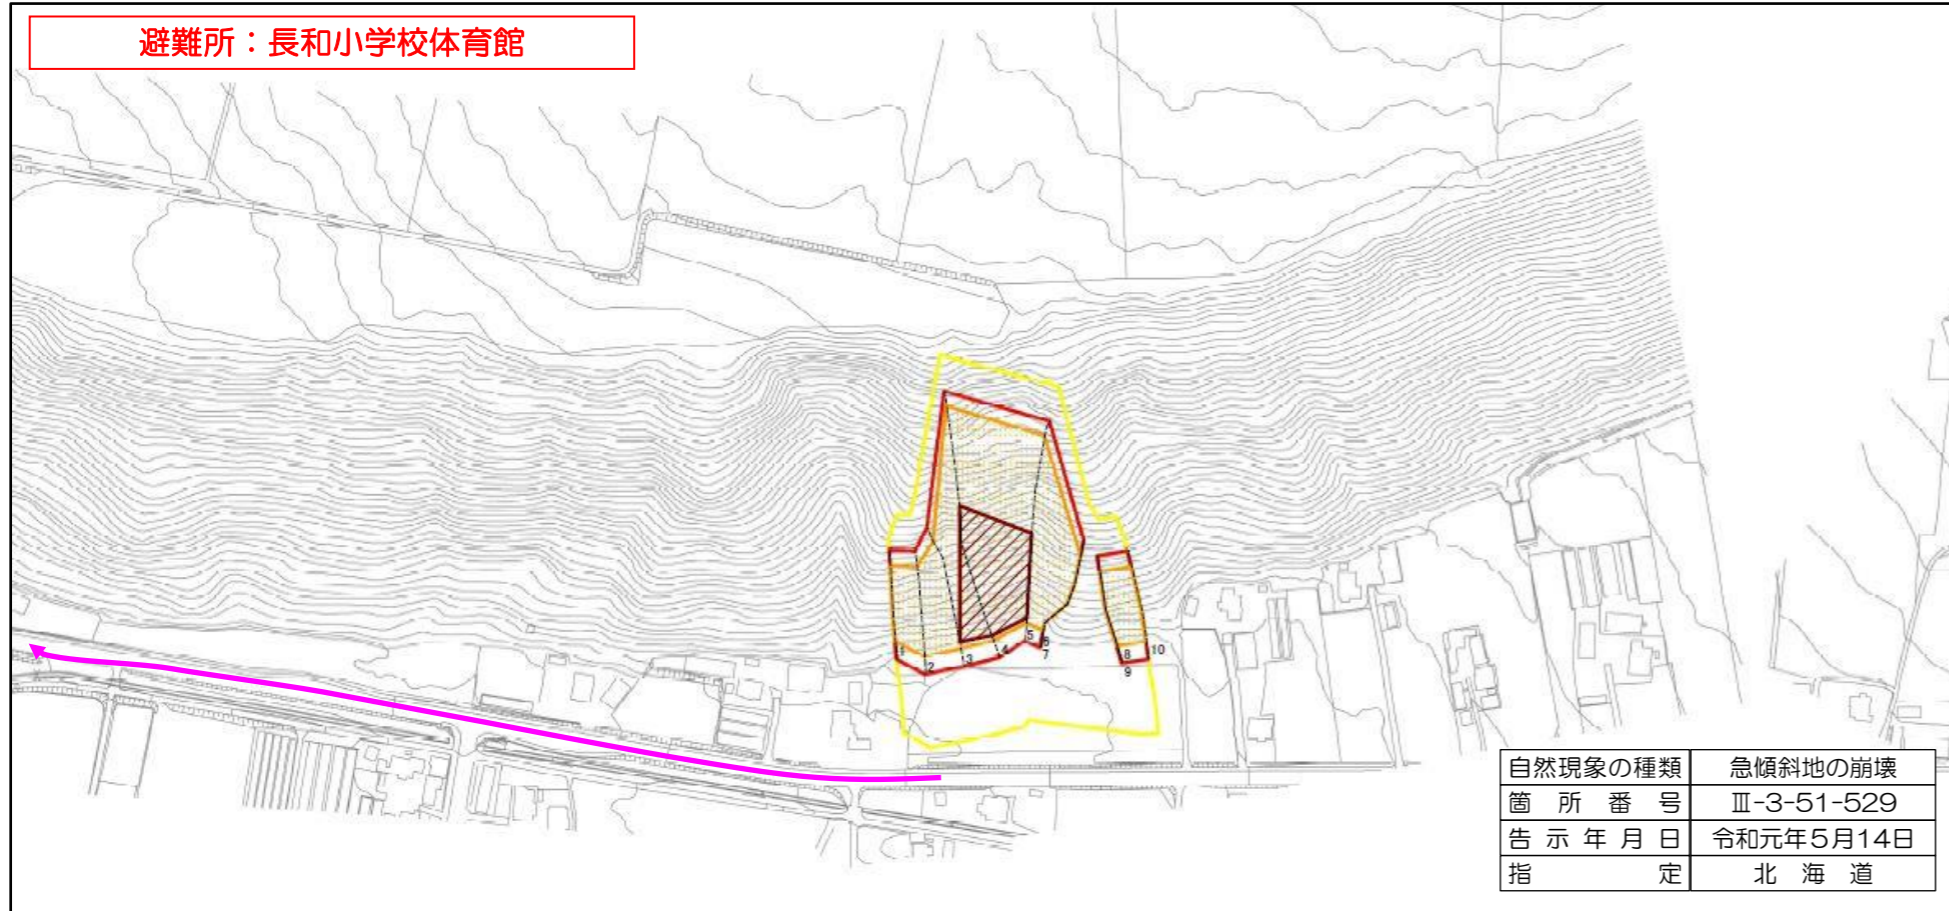 避難所：長和小学校体育館
1
2
3
4
5
6
7
8
9
10
自然現象の種類 急傾斜地の崩壊
箇所番号 Ⅲ-3-51-529
告示年月日 令和元年5月14日
指定 北海道